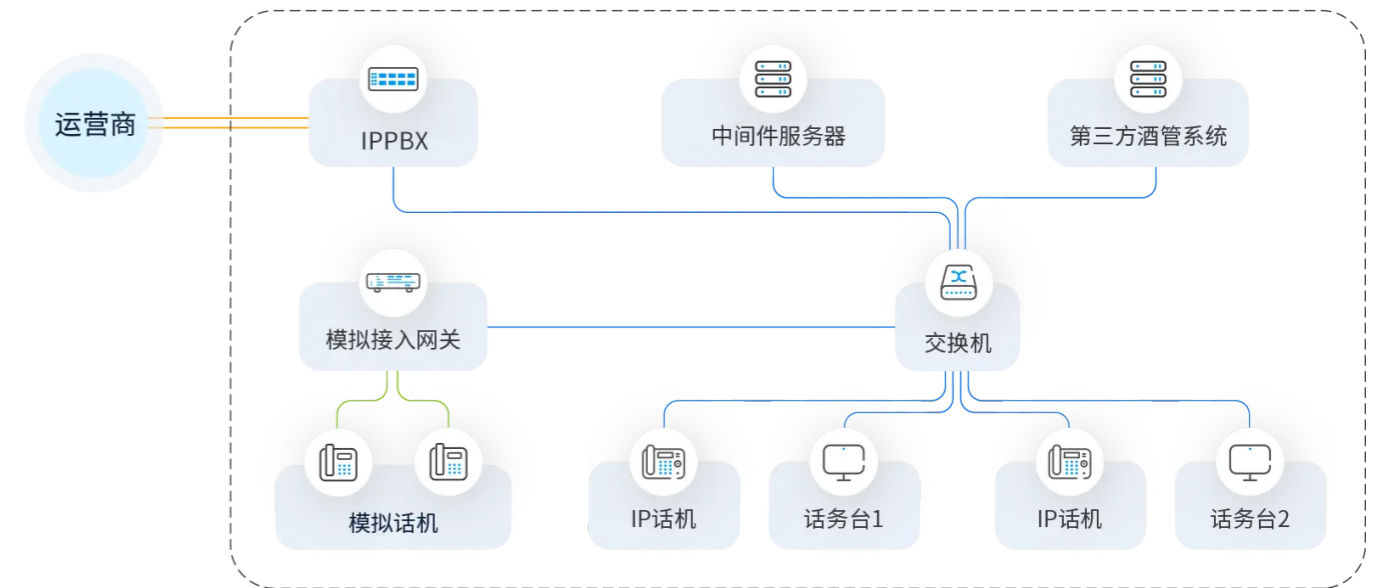 运营商
IPPBX
中间件服务器
第三方酒管系统
模拟接入网关
交换机
模拟话机
IP话机
话务台1
IP话机
话务台2